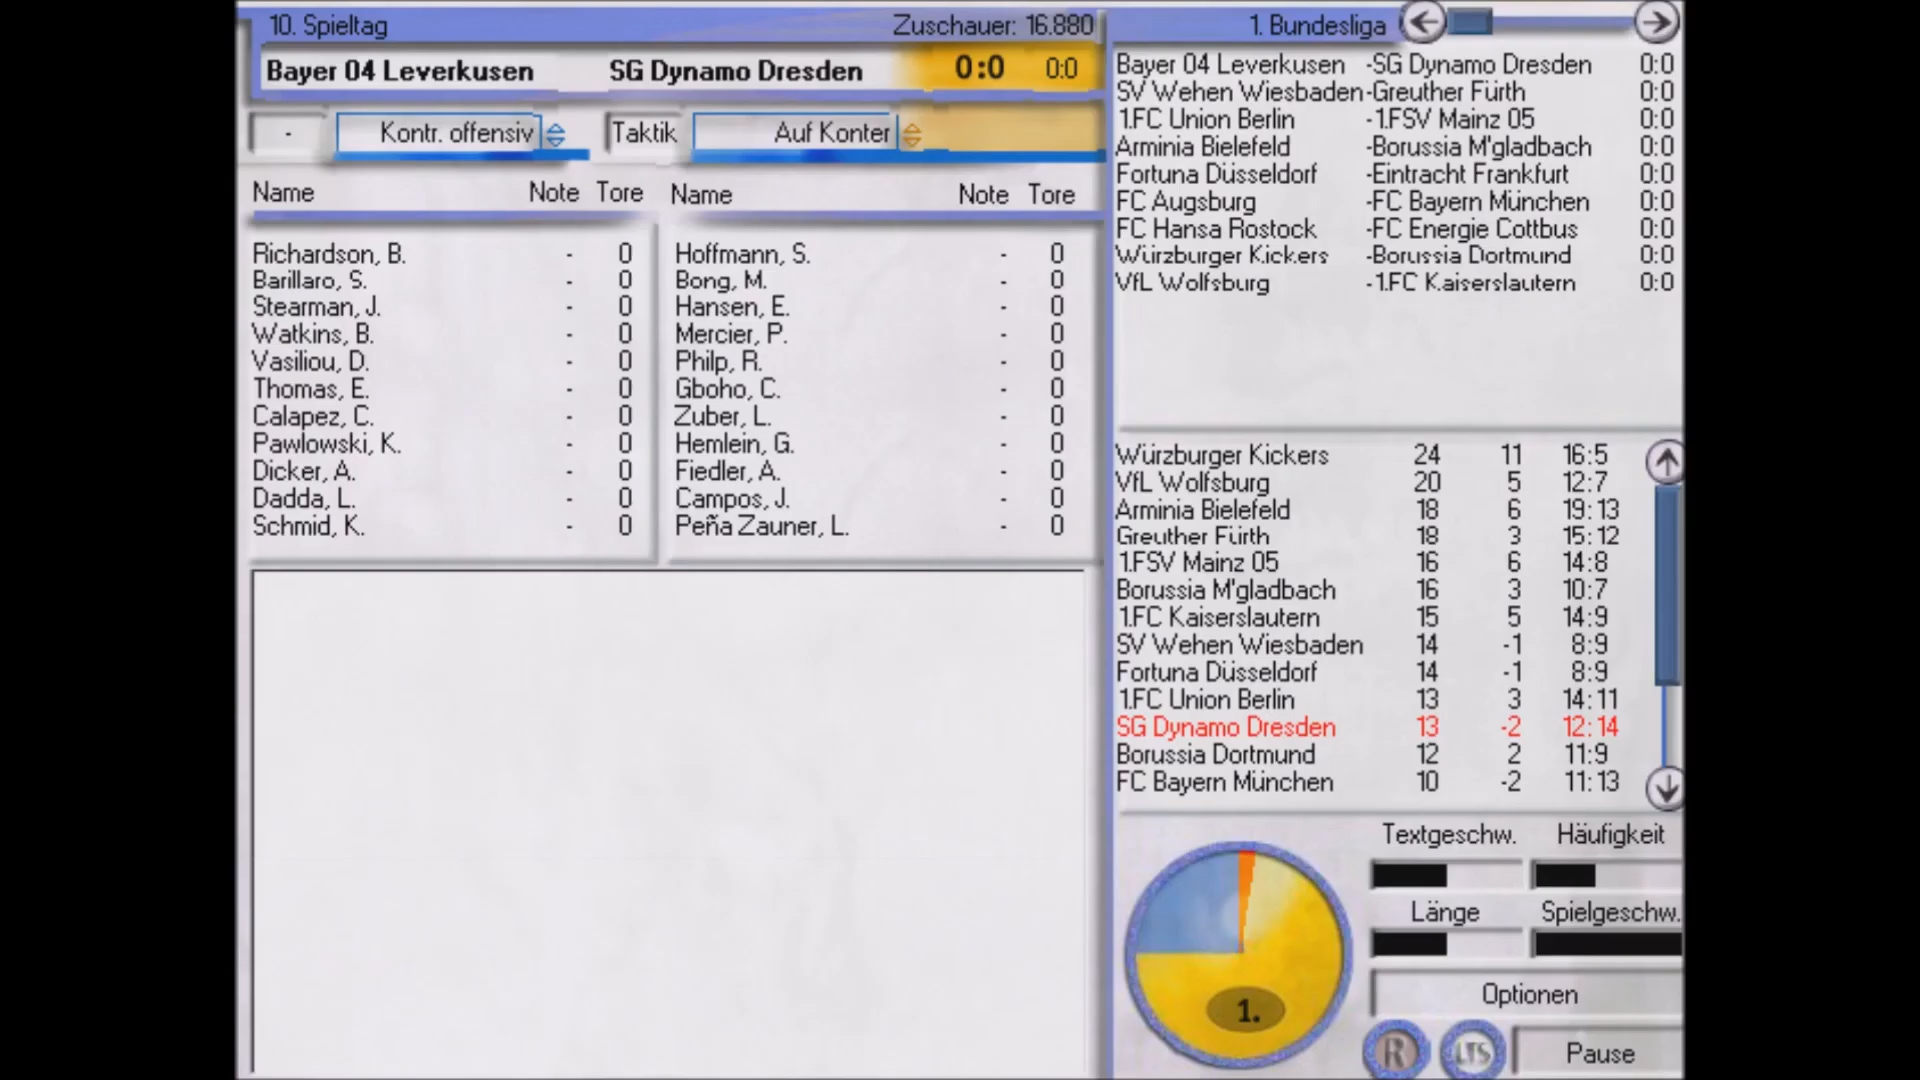 10. Spieltag Zuschauer: 16.880
Bayer 04 Leverkusen SG Dynamo Dresden 0:0 0:0
- Kontr. offensiv Taktik Auf Konter
Name Note Tore Name Note Tore
Richardson, B. - 0 Hoffmann, S. - 0
Barillaro, S. - 0 Bong, M. - 0
Stearman, J. - 0 Hansen, E. - 0
Watkins, B. - 0 Mercier, P. - 0
Vasiliou, D. - 0 Philp, R. - 0
Thomas, E. - 0 Gboho, C. - 0
Calapez, C. - 0 Zuber, L. - 0
Pawlowski, K. - 0 Hemlein, G. - 0
Dicker, A. - 0 Fiedler, A. - 0
Dadda, L. - 0 Campos, J. - 0
Schmid, K. - 0 Peña Zauner, L. - 0
1. Bundesliga
Bayer 04 Leverkusen -SG Dynamo Dresden 0:0
SV Wehen Wiesbaden -Greuther Fürth 0:0
1.FC Union Berlin -1.FSV Mainz 05 0:0
Arminia Bielefeld -Borussia M'gladbach 0:0
Fortuna Düsseldorf -Eintracht Frankfurt 0:0
FC Augsburg -FC Bayern München 0:0
FC Hansa Rostock -FC Energie Cottbus 0:0
Würzburger Kickers -Borussia Dortmund 0:0
VfL Wolfsburg -1.FC Kaiserslautern 0:0
Würzburger Kickers 24 11 16:5
VfL Wolfsburg 20 5 12:7
Arminia Bielefeld 18 6 19:13
Greuther Fürth 18 3 15:12
1.FSV Mainz 05 16 6 14:8
Borussia M'gladbach 16 3 10:7
1.FC Kaiserslautern 15 5 14:9
SV Wehen Wiesbaden 14 -1 8:9
Fortuna Düsseldorf 14 -1 8:9
1.FC Union Berlin 13 3 14:11
SG Dynamo Dresden 13 -2 12:14
Borussia Dortmund 12 2 11:9
FC Bayern München 10 -2 11:13
Textgeschw. Häufigkeit
Länge Spielgeschw.
1.
Optionen
R LTS Pause